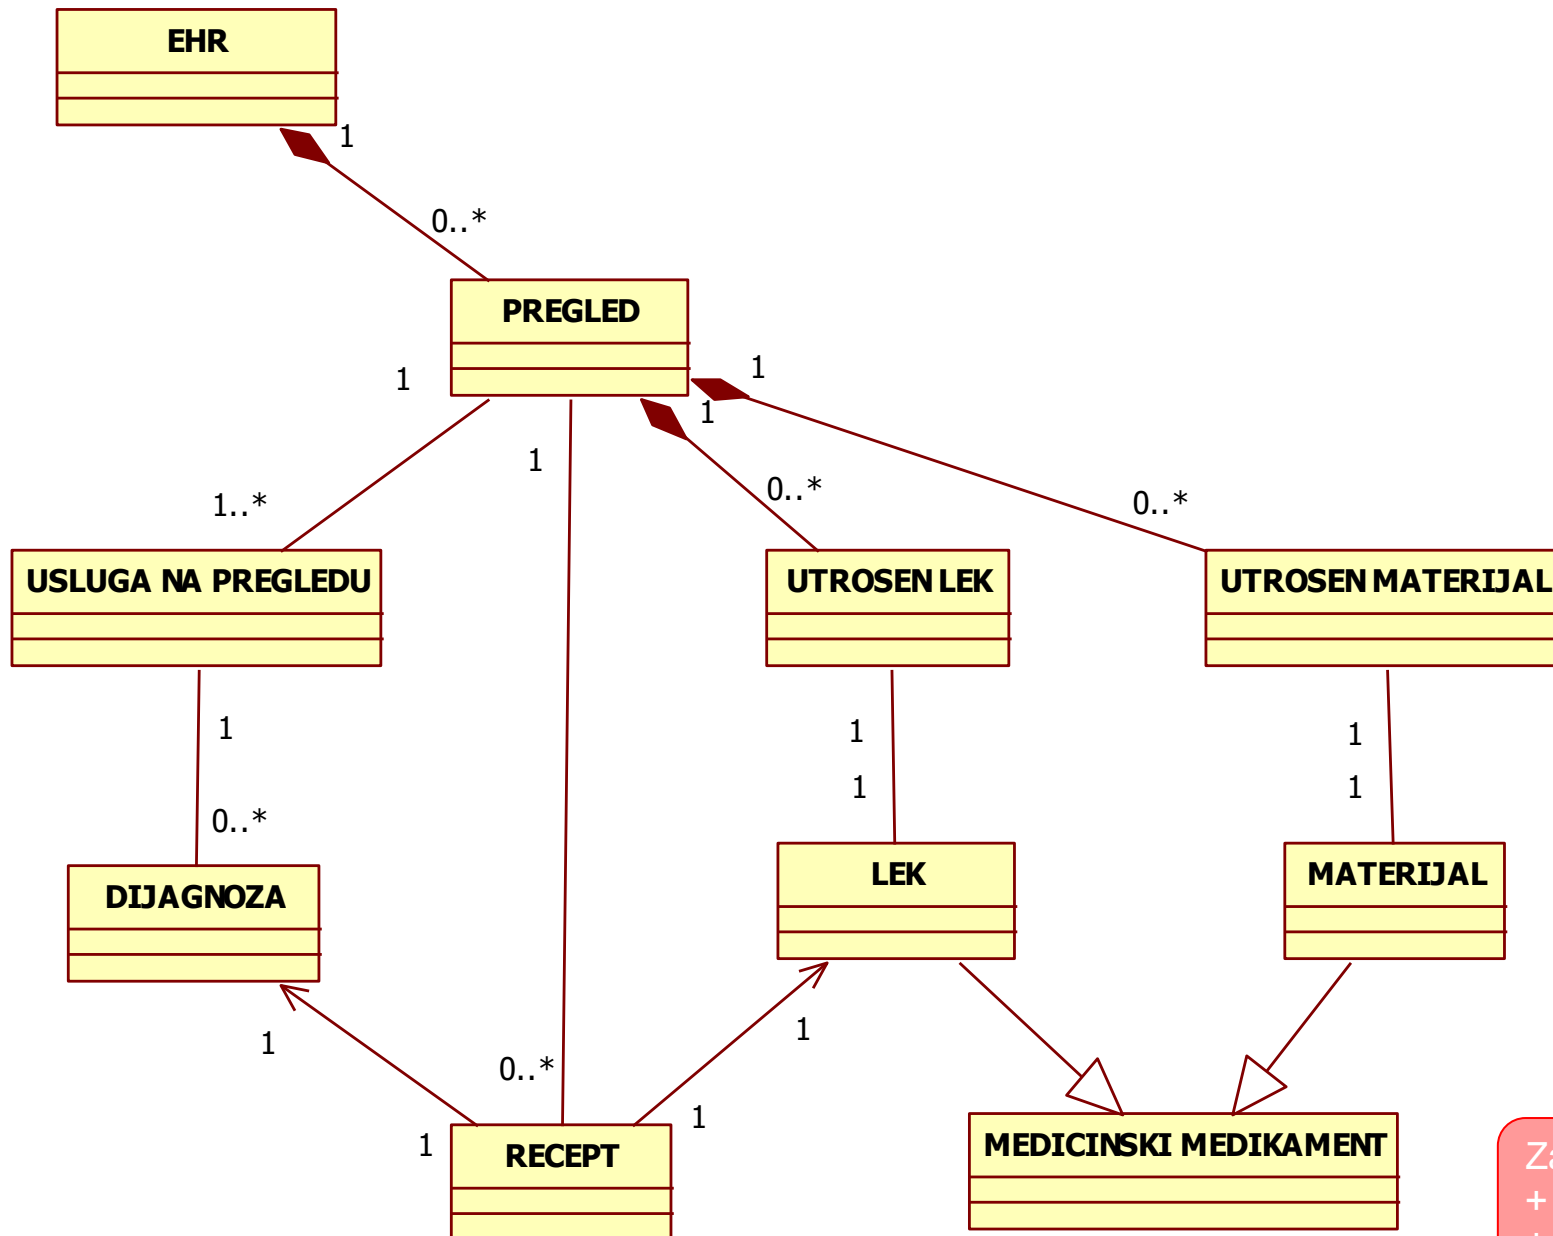 EHR
1
0..*
PREGLED
1
1
1
1
1..*
0..*
0..*
USLUGA NA PREGLEDU
UTROSEN LEK
UTROSEN MATERIJAL
1
1
1
0..*
1
1
DIJAGNOZA
LEK
MATERIJAL
1
1
0..*
1
1
RECEPT
MEDICINSKI MEDIKAMENT
+